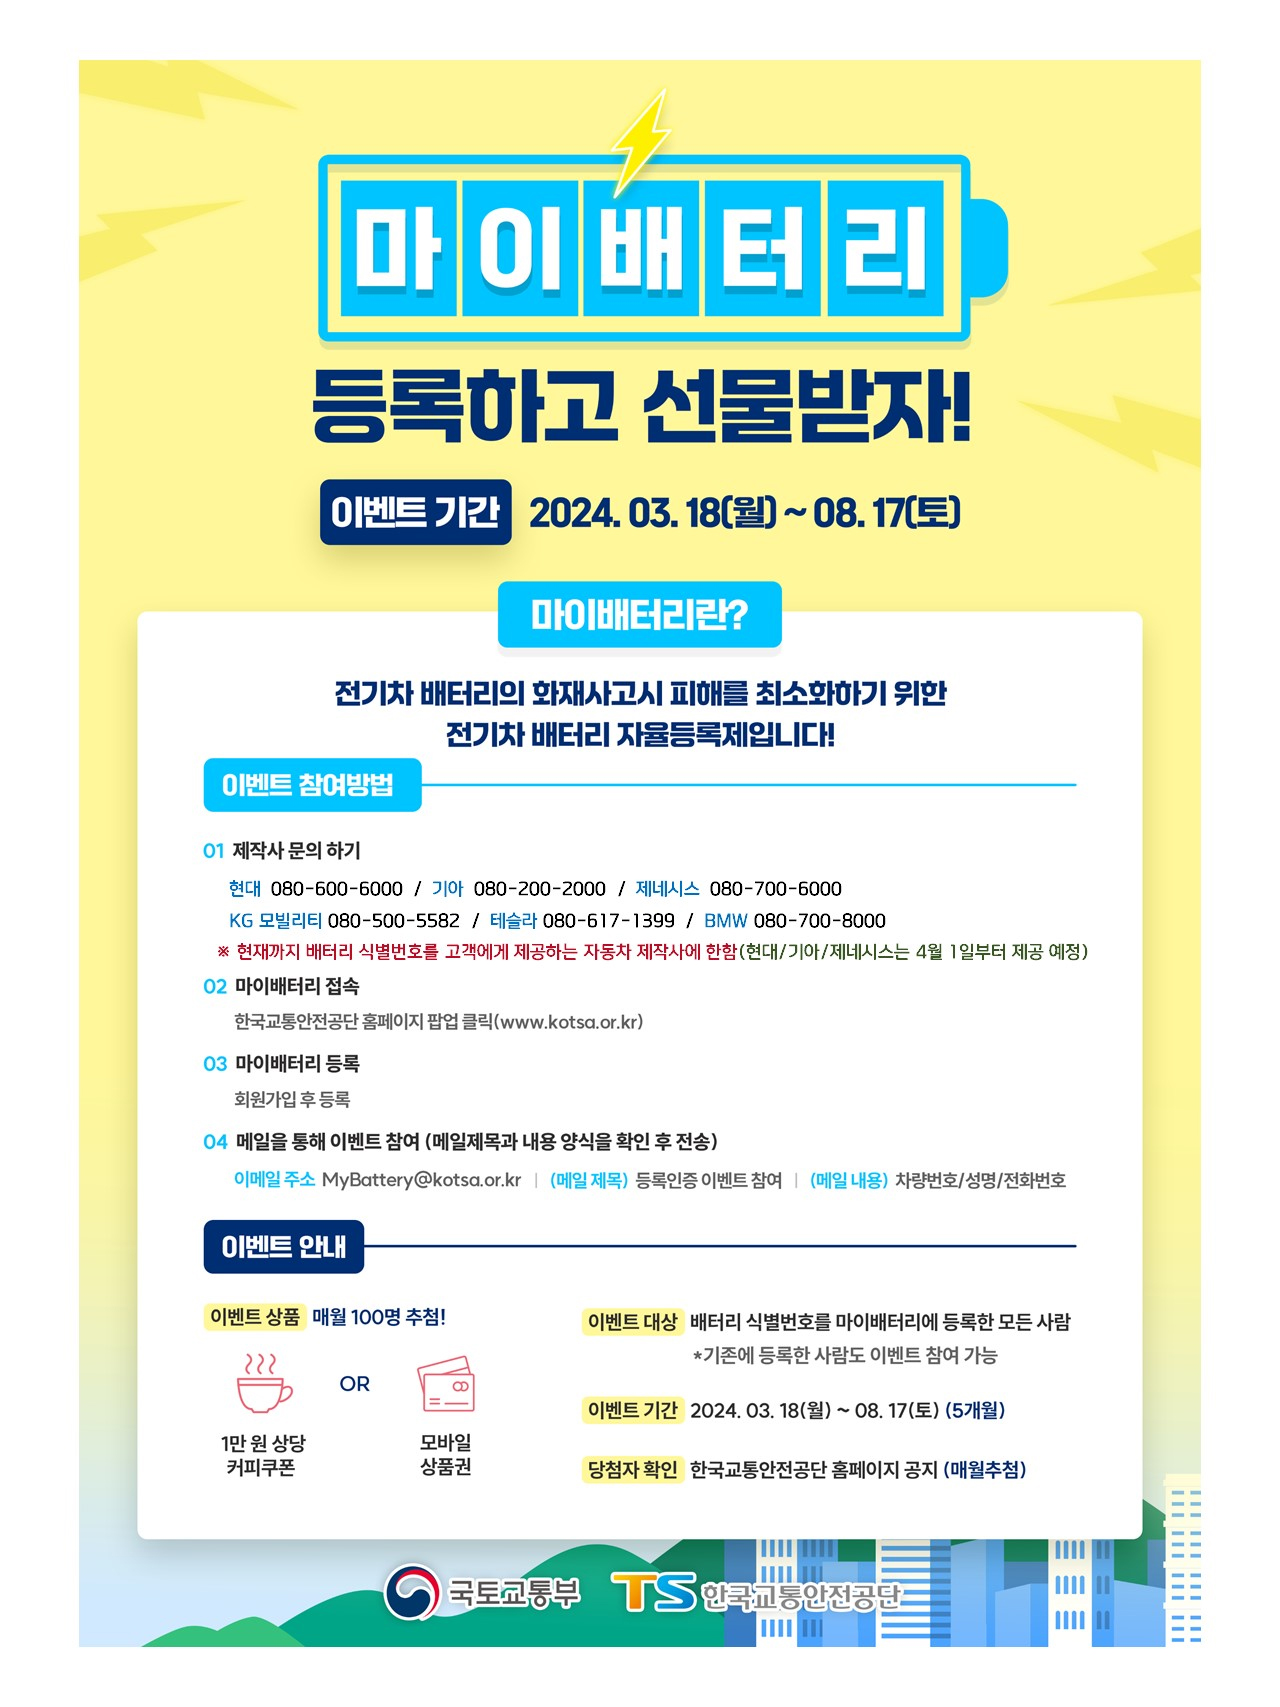 마이배터리
등록하고 선물받자!
이벤트 기간 2024. 03. 18(월) ~ 08. 17(토)
마이배터리란?
전기차 배터리의 화재사고시 피해를 최소화하기 위한
전기차 배터리 자율등록제입니다!
이벤트 참여방법
01 제작사 문의 하기
현대 080-600-6000 / 기아 080-200-2000 / 제네시스 080-700-6000
KG 모빌리티 080-500-5582 / 테슬라 080-617-1399 / BMW 080-700-8000
※ 현재까지 배터리 식별번호를 고객에게 제공하는 자동차 제작사에 한함(현대/기아/제네시스는 4월 1일부터 제공 예정)
02 마이배터리 접속
한국교통안전공단 홈페이지 팝업 클릭(www.kotsa.or.kr)
03 마이배터리 등록
회원가입 후 등록
04 메일을 통해 이벤트 참여 (메일제목과 내용 양식을 확인 후 전송)
이메일 주소 MyBattery@kotsa.or.kr | (메일 제목) 등록인증 이벤트 참여 | (메일 내용) 차량번호/성명/전화번호
이벤트 안내
이벤트 상품 매월 100명 추첨!
OR
1만 원 상당
커피쿠폰
모바일
상품권
이벤트 대상 배터리 식별번호를 마이배터리에 등록한 모든 사람
*기존에 등록한 사람도 이벤트 참여 가능
이벤트 기간 2024. 03. 18(월) ~ 08. 17(토) (5개월)
당첨자 확인 한국교통안전공단 홈페이지 공지 (매월추첨)
국토교통부 TS 한국교통안전공단